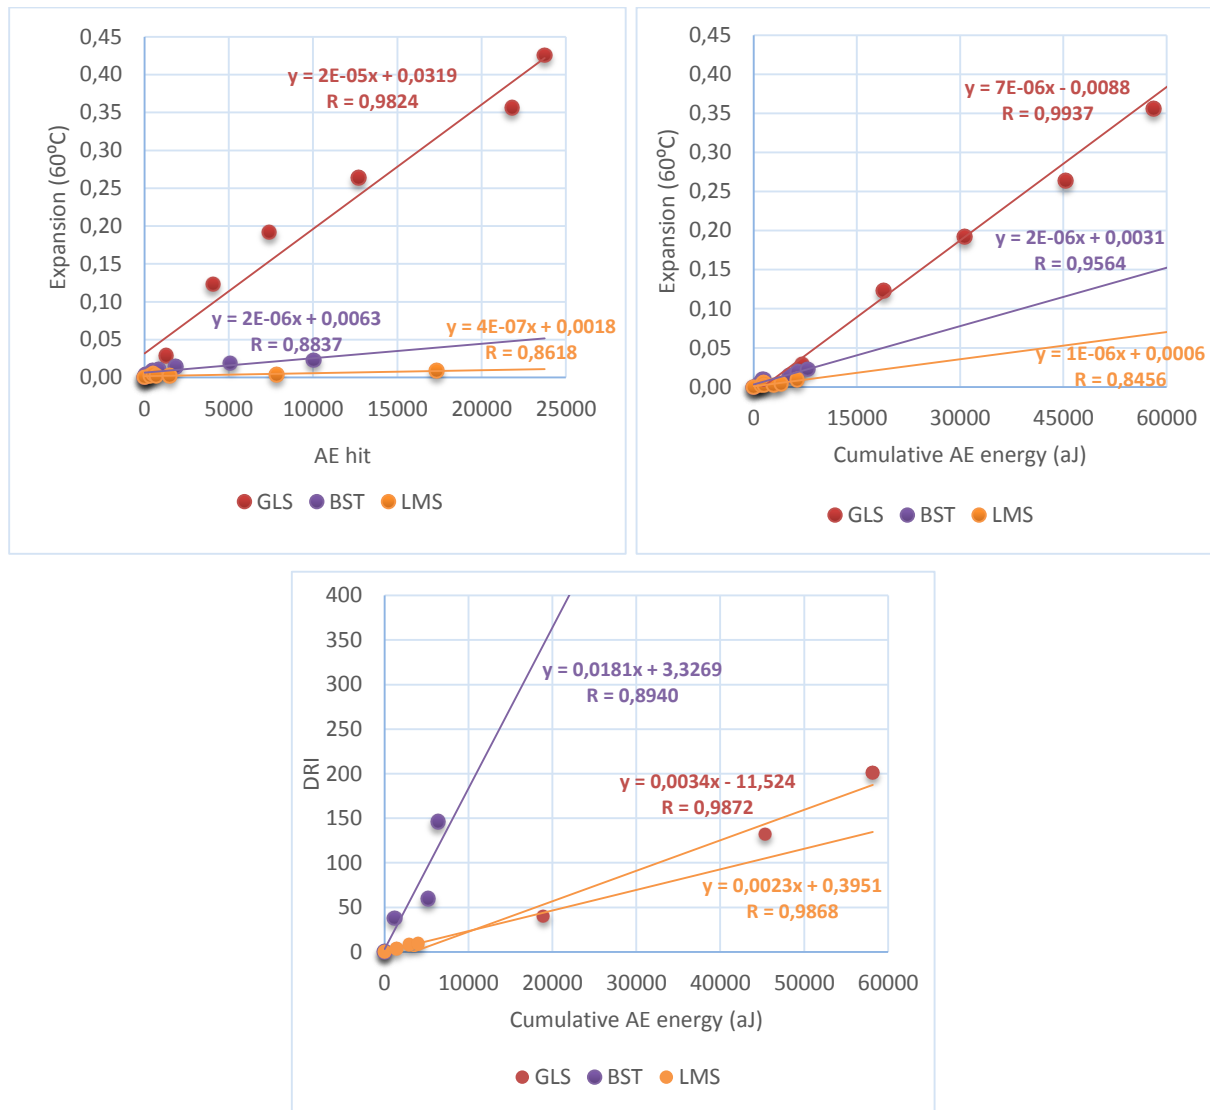 0,45
0,40
0,35
0,30
0,25
0,20
0,15
0,10
0,05
0,00
Expansion (60ºC)
y = 2E-05x + 0,0319
R = 0,9824
y = 2E-06x + 0,0063
R = 0,8837
y = 4E-07x + 0,0018
R = 0,8618
0 5000 10000 15000 20000 25000
AE hit
GLS BST LMS
0,45
0,40
0,35
0,30
0,25
0,20
0,15
0,10
0,05
0,00
Expansion (60ºC)
y = 7E-06x - 0,0088
R = 0,9937
y = 2E-06x + 0,0031
R = 0,9564
y = 1E-06x + 0,0006
R = 0,8456
0 15000 30000 45000 60000
Cumulative AE energy (aJ)
GLS BST LMS
400
350
300
250
200
150
100
50
0
DRI
y = 0,0181x + 3,3269
R = 0,8940
y = 0,0034x - 11,524
R = 0,9872
y = 0,0023x + 0,3951
R = 0,9868
0 10000 20000 30000 40000 50000 60000
Cumulative AE energy (aJ)
GLS BST LMS